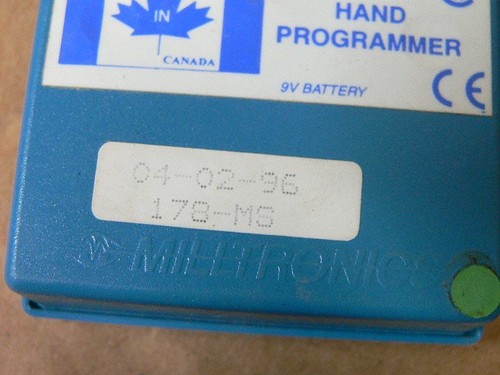 IN
CANADA
HAND
PROGRAMMER
9V BATTERY
CE
04-02-96
178-MS
MILLTRONICS